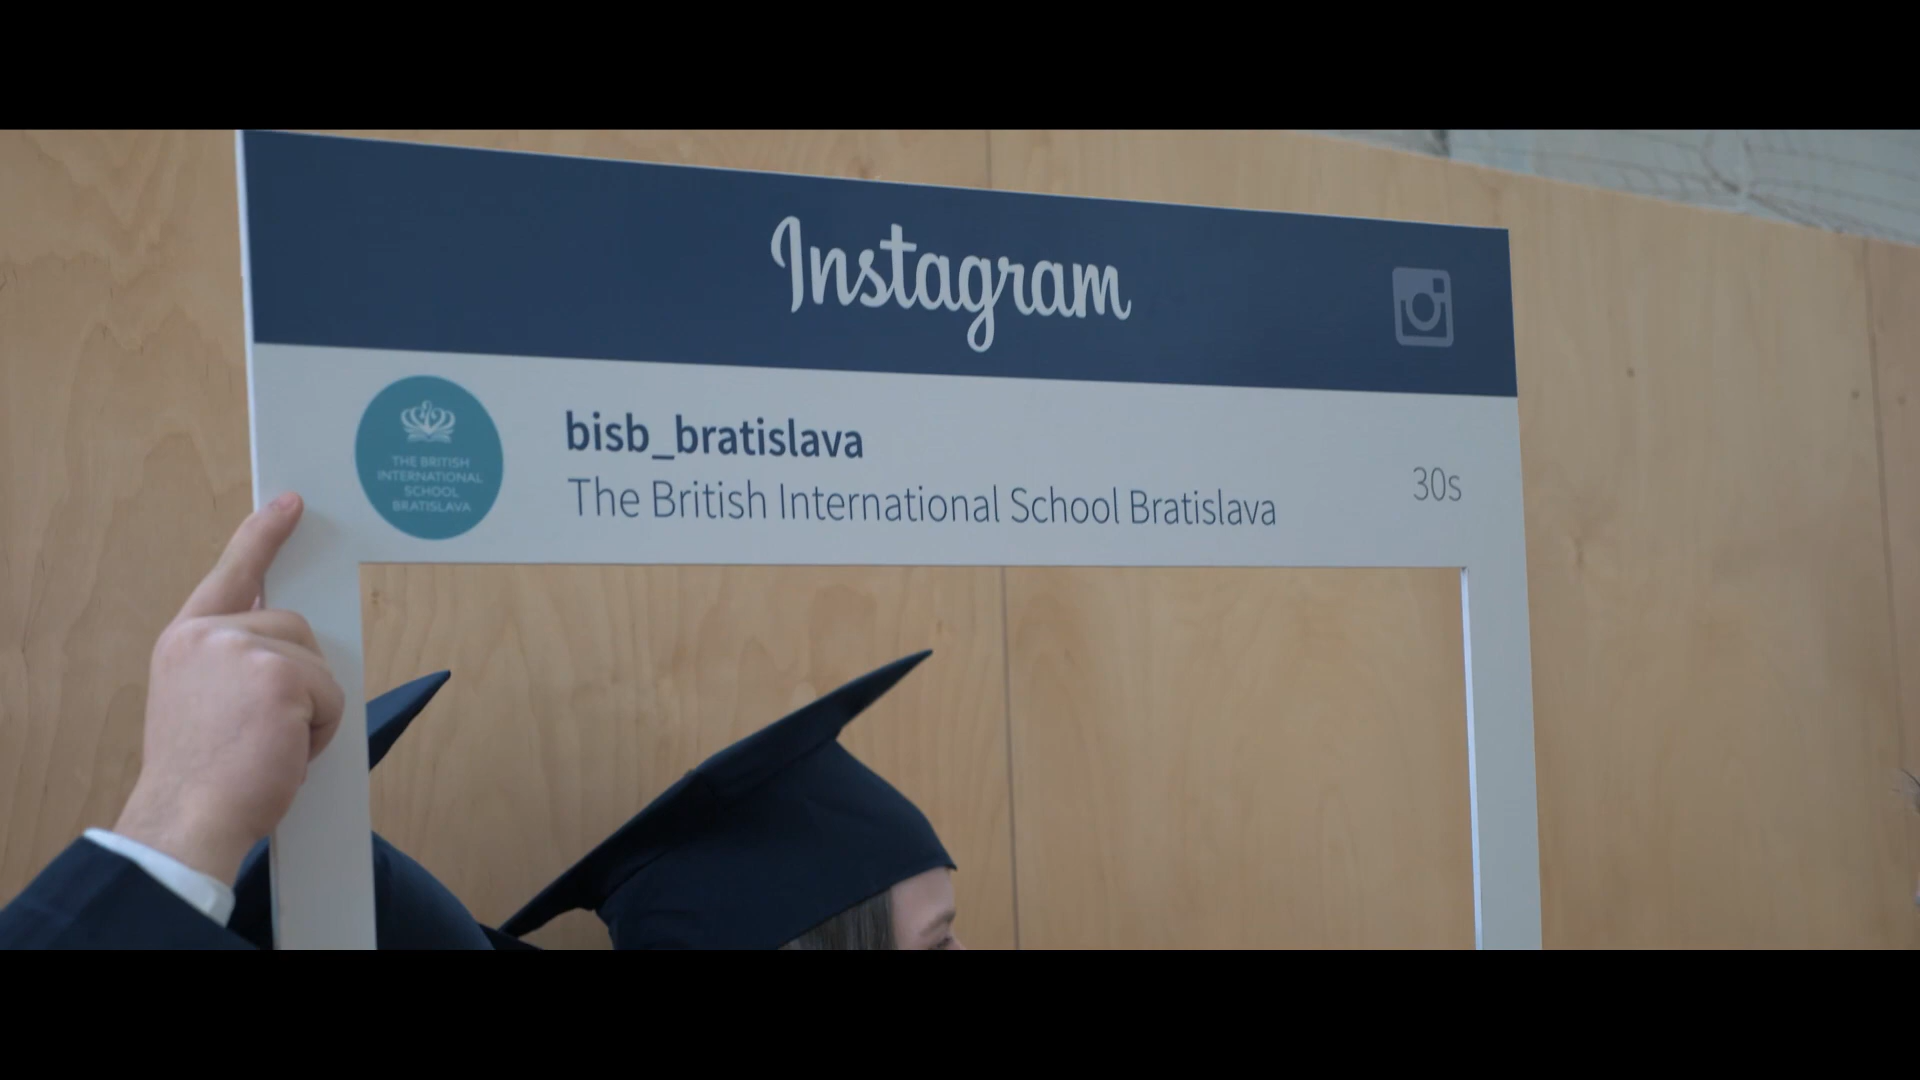 Instagram
bisb_bratislava
The British International School Bratislava
30s
THE BRITISH
INTERNATIONAL
SCHOOL
BRATISLAVA